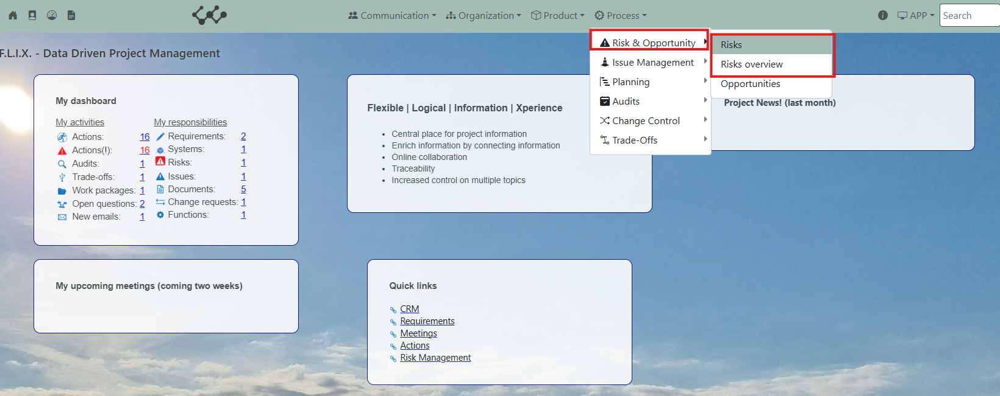 Communication Organization Product Process APP Search
F.L.I.X. - Data Driven Project Management
Risk & Opportunity
Issue Management
Planning
Audits
Change Control
Trade-Offs
Risks
Risks overview
Opportunities
My dashboard
My activities
Actions: 16
Actions(!): 16
Audits: 1
Trade-offs: 1
Work packages: 1
Open questions: 2
New emails: 1
My responsibilities
Requirements: 2
Systems: 1
Risks: 1
Issues: 1
Documents: 5
Change requests: 1
Functions: 1
Flexible | Logical | Information | Xperience
• Central place for project information
• Enrich information by connecting information
• Online collaboration
• Traceability
• Increased control on multiple topics
Project News! (last month)
My upcoming meetings (coming two weeks)
Quick links
CRM
Requirements
Meetings
Actions
Risk Management